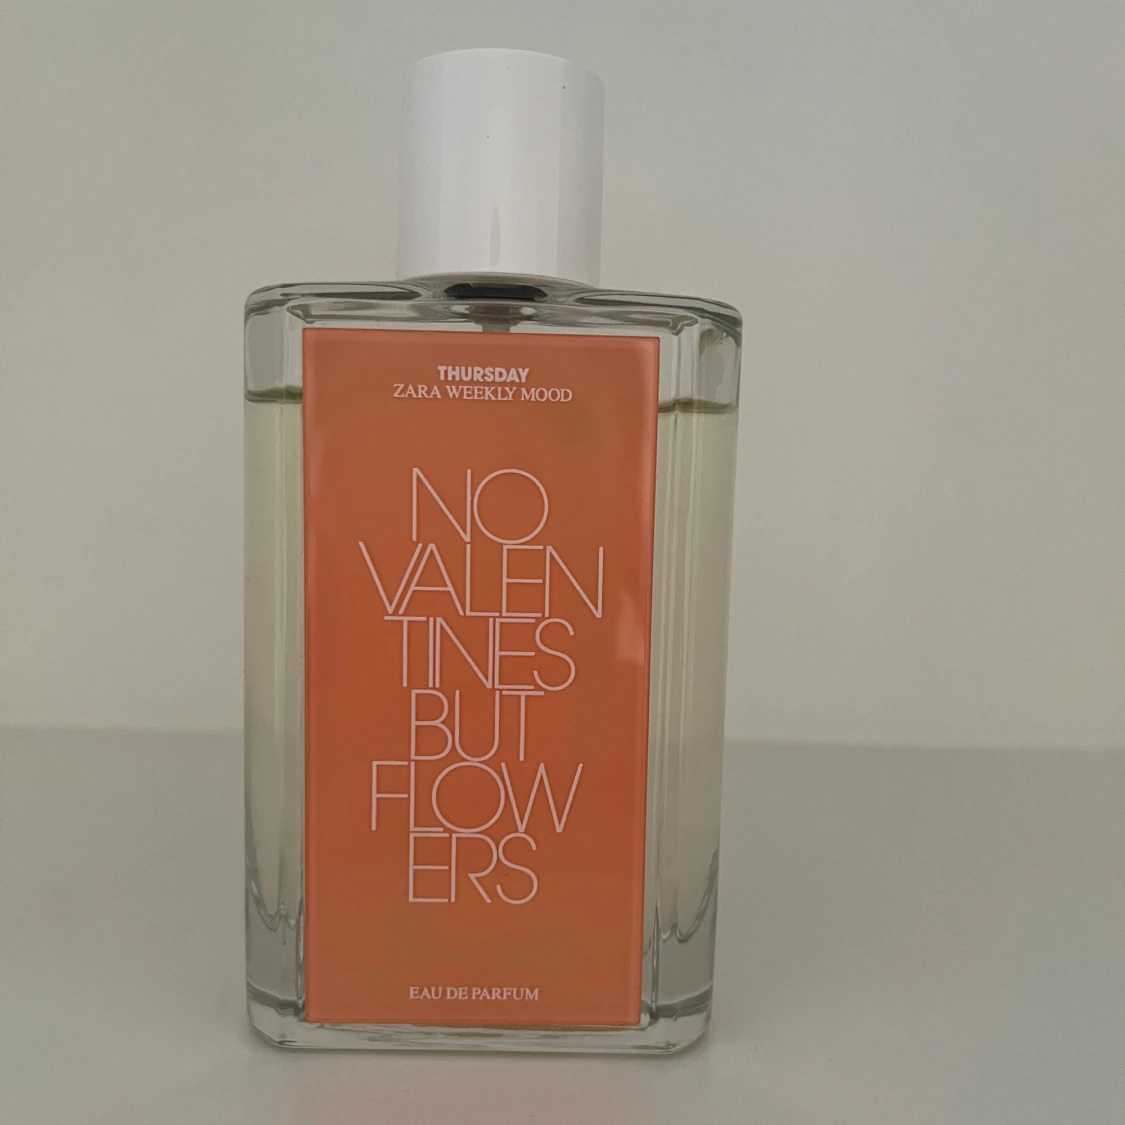 THURSDAY
ZARA WEEKLY MOOD
NO
VALEN
TINES
BUT
FLOW
ERS
EAU DE PARFUM